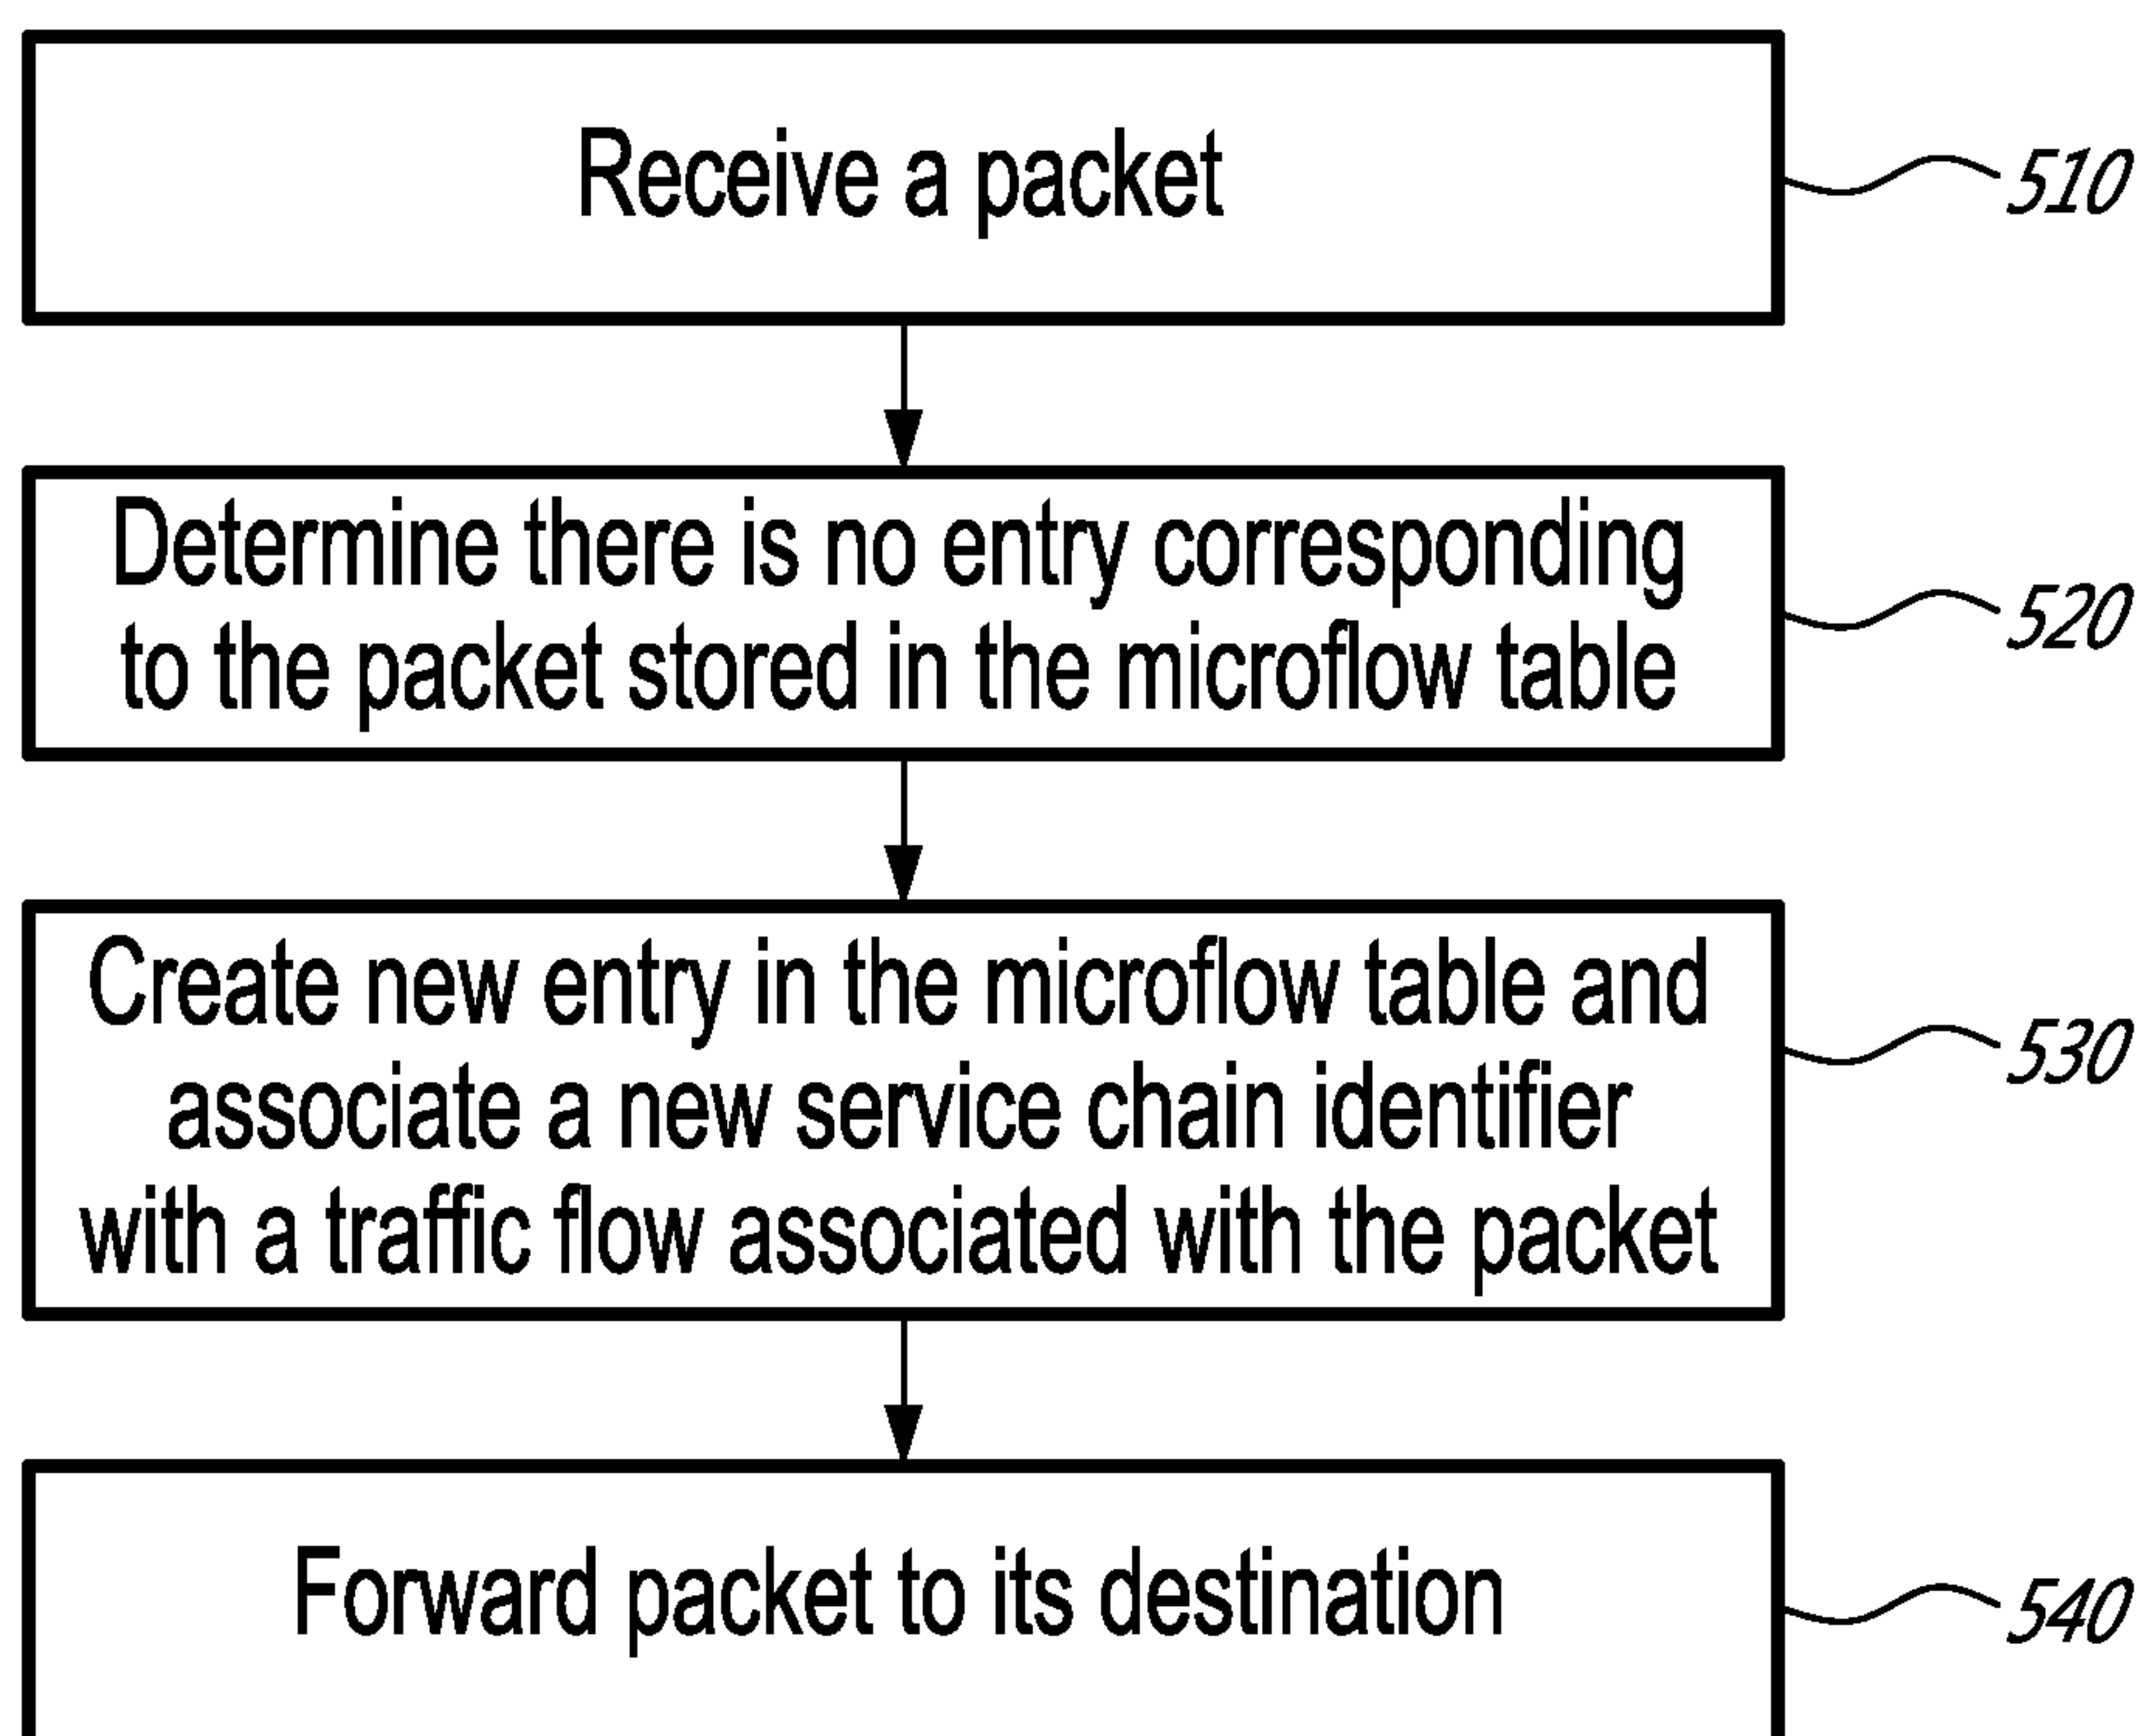 Receive a packet
510
Determine there is no entry corresponding
to the packet stored in the microflow table
520
Create new entry in the microflow table and
associate a new service chain identifier
with a traffic flow associated with the packet
530
Forward packet to its destination
540